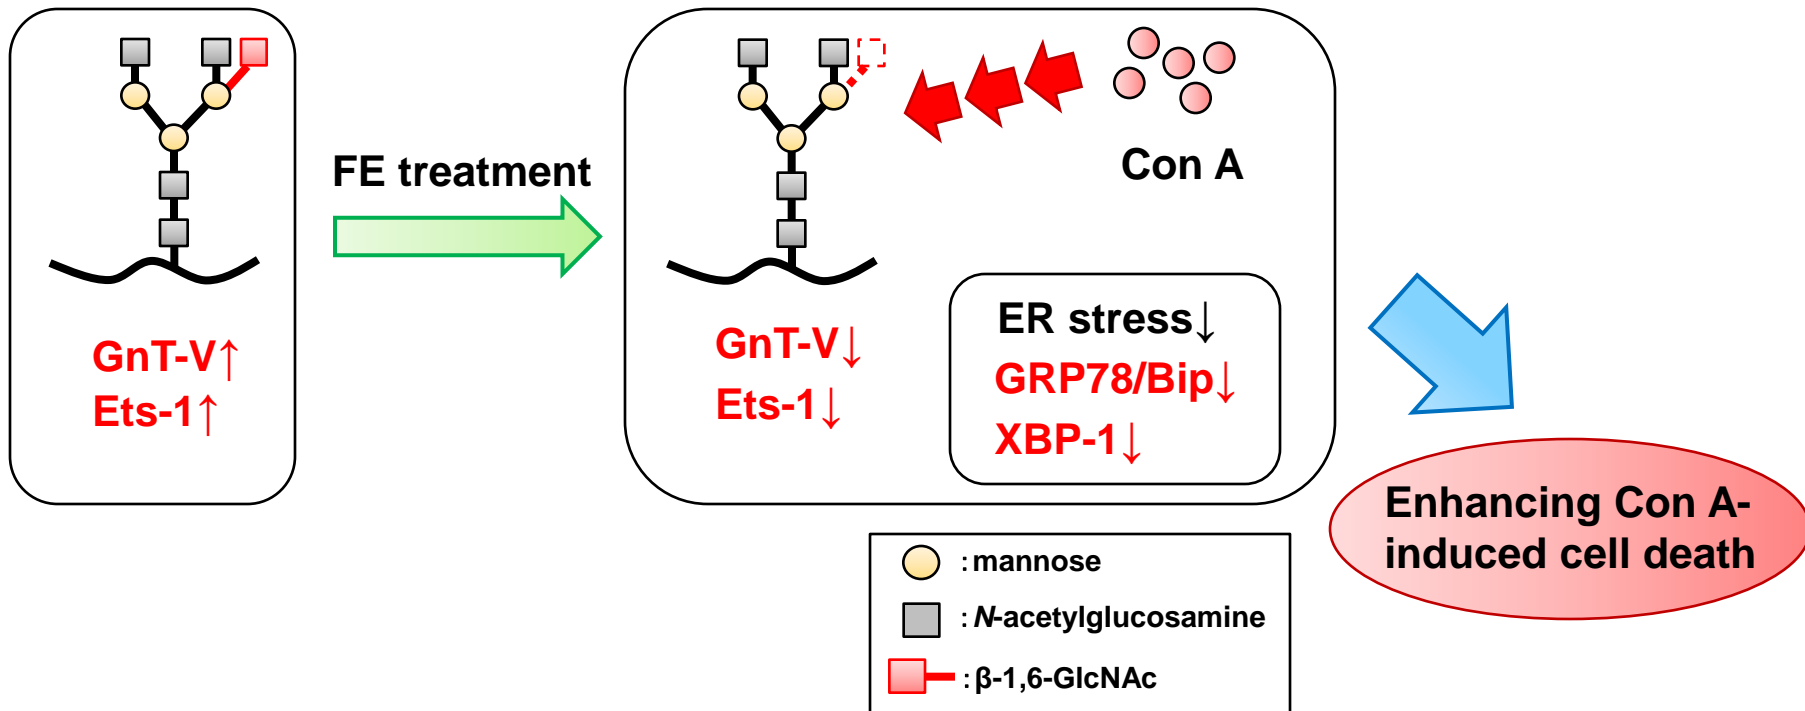 FE treatment
Con A
GnT-V↑
Ets-1↑
GnT-V↓
Ets-1↓
ER stress↓
GRP78/Bip↓
XBP-1↓
Enhancing Con A-
induced cell death
:mannose
:N-acetylglucosamine
:β-1,6-GlcNAc